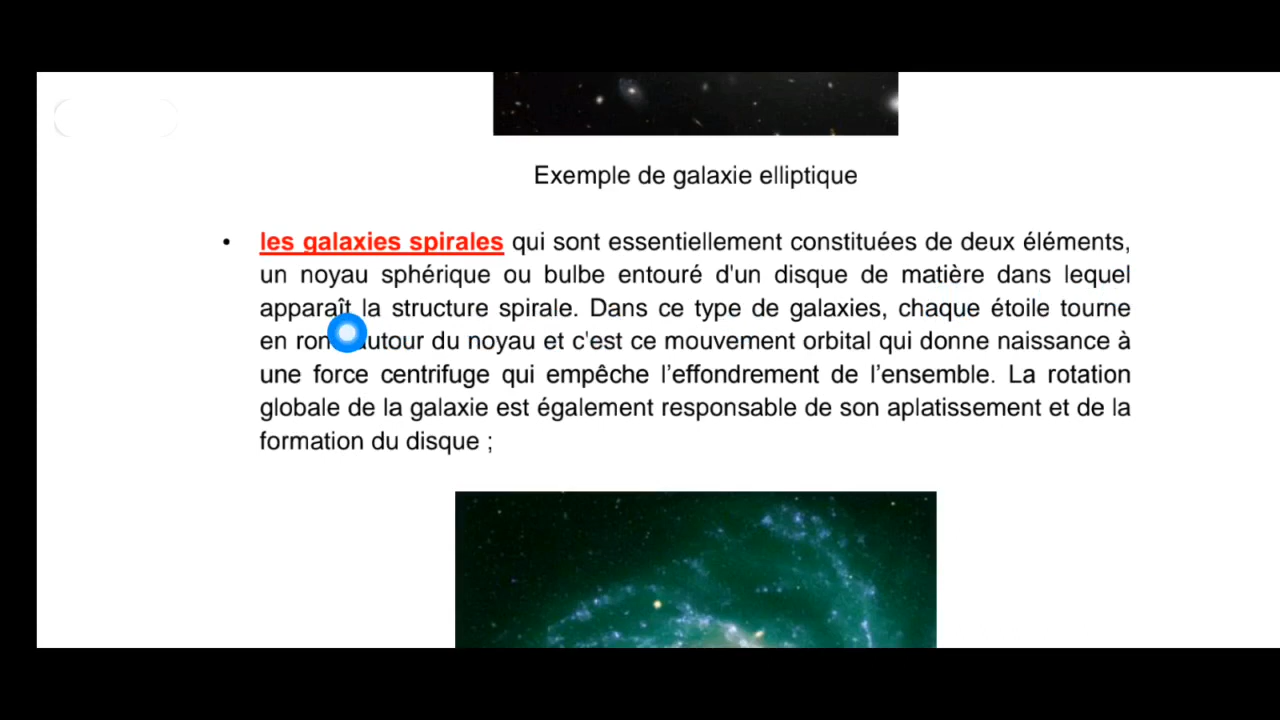 Exemple de galaxie elliptique
• les galaxies spirales qui sont essentiellement constituées de deux éléments,
un noyau sphérique ou bulbe entouré d'un disque de matière dans lequel
apparaît la structure spirale. Dans ce type de galaxies, chaque étoile tourne
en autour du noyau et c'est ce mouvement orbital qui donne naissance à
une force centrifuge qui empêche l’effondrement de l’ensemble. La rotation
globale de la galaxie est également responsable de son aplatissement et de la
formation du disque ;